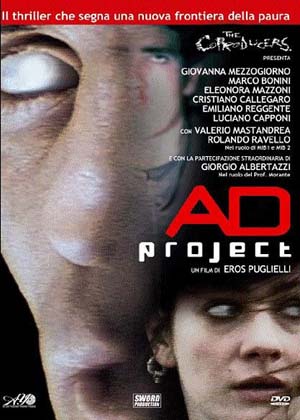 Il thriller che segna una nuova frontiera della paura
THE
COPRODUCERS
PRESENTA
GIOVANNA MEZZOGIORNO
MARCO BONINI
ELEONORA MAZZONI
CRISTIANO CALLEGARO
EMILIANO REGGENTE
LUCIANO CAPPONI
CON VALERIO MASTANDREA
ROLANDO RAVELLO
Nel ruolo di MIB 1 e MIB 2
E CON LA PARTECIPAZIONE STRAORDINARIA DI
GIORGIO ALBERTAZZI
Nel ruolo del Prof. Morante
AD
project
UN FILM DI EROS PUGLIELLI
SWORD
PRODUCTION
DVD